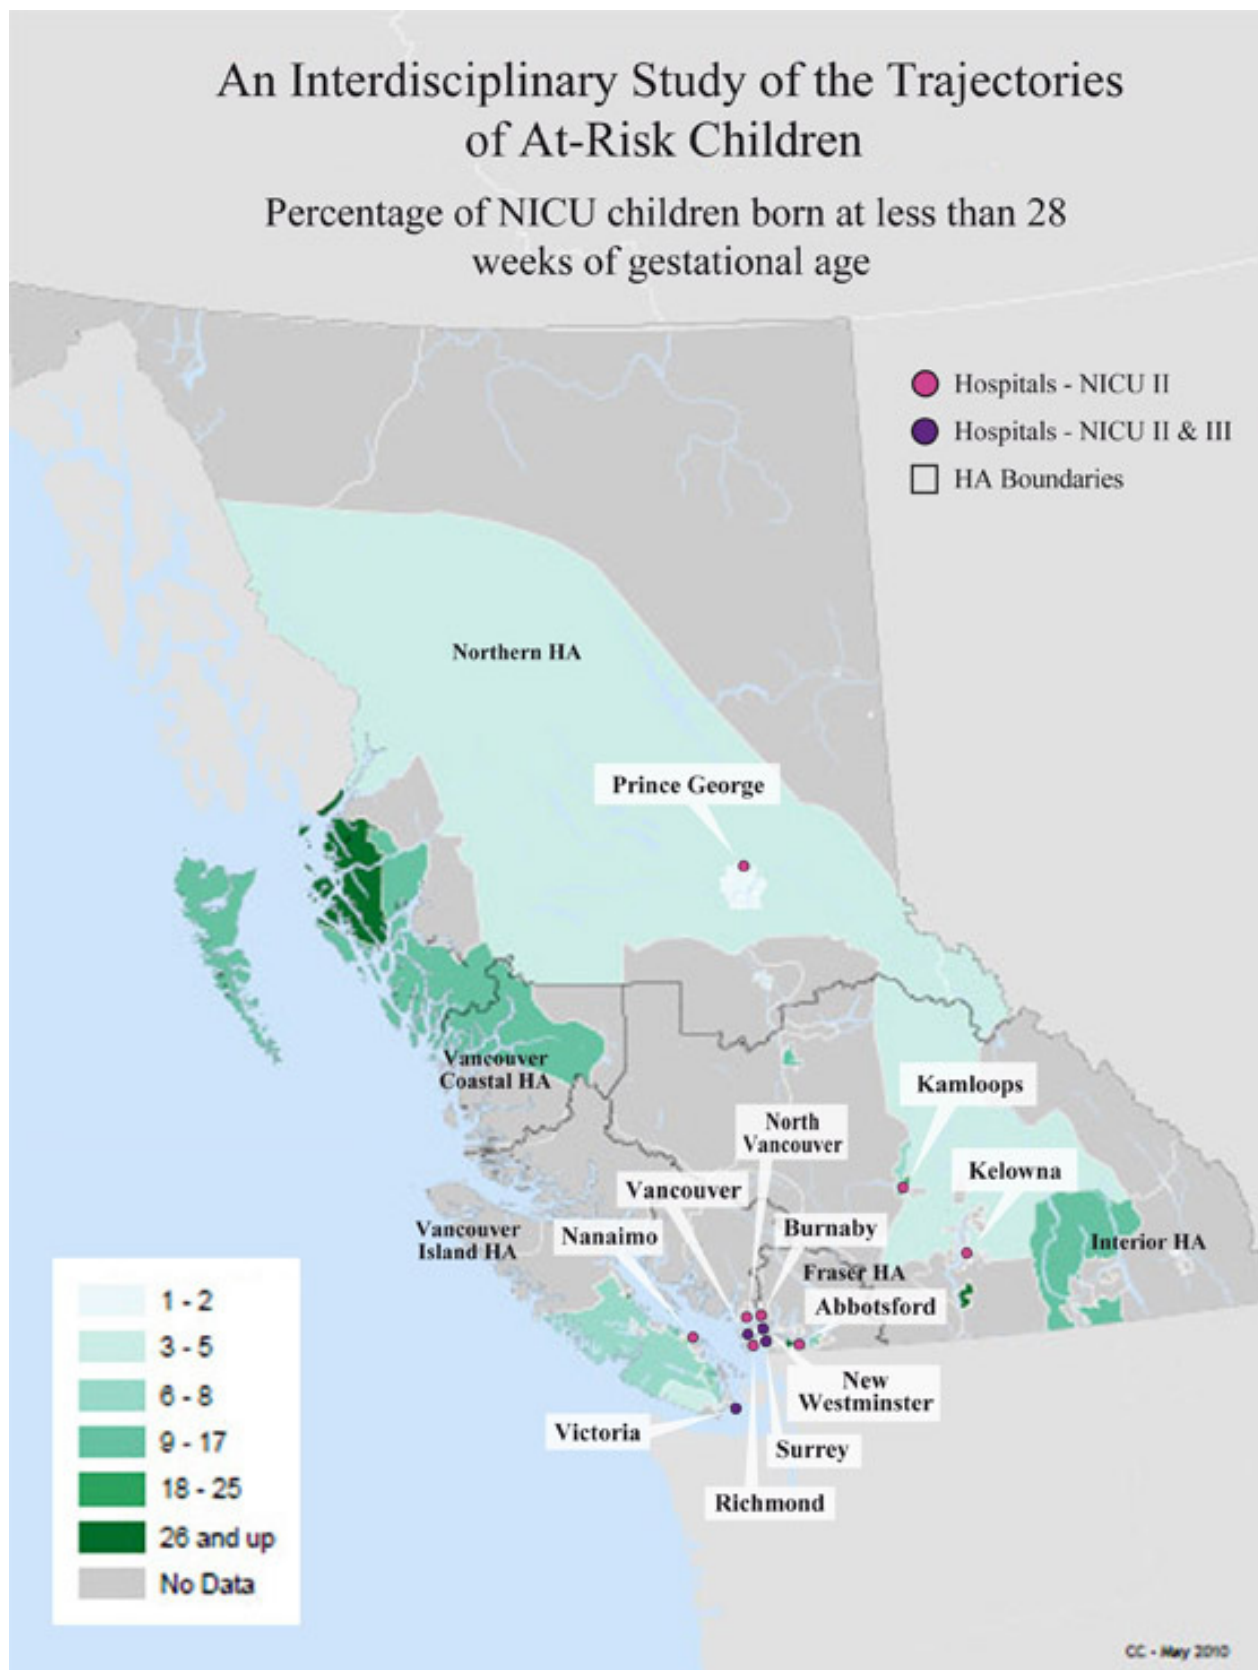 An Interdisciplinary Study of the Trajectories
of At-Risk Children
Percentage of NICU children born at less than 28
weeks of gestational age
Hospitals - NICU II
Hospitals - NICU II & III
HA Boundaries
Northern HA
Prince George
Vancouver
Coastal HA
Kamloops
North
Vancouver
Kelowna
Vancouver
Vancouver
Island HA
Nanaimo
Burnaby
Interior HA
Fraser HA
Abbotsford
New
Westminster
Victoria
Surrey
Richmond
1 - 2
3 - 5
6 - 8
9 - 17
18 - 25
26 and up
No Data
CC - May 2010